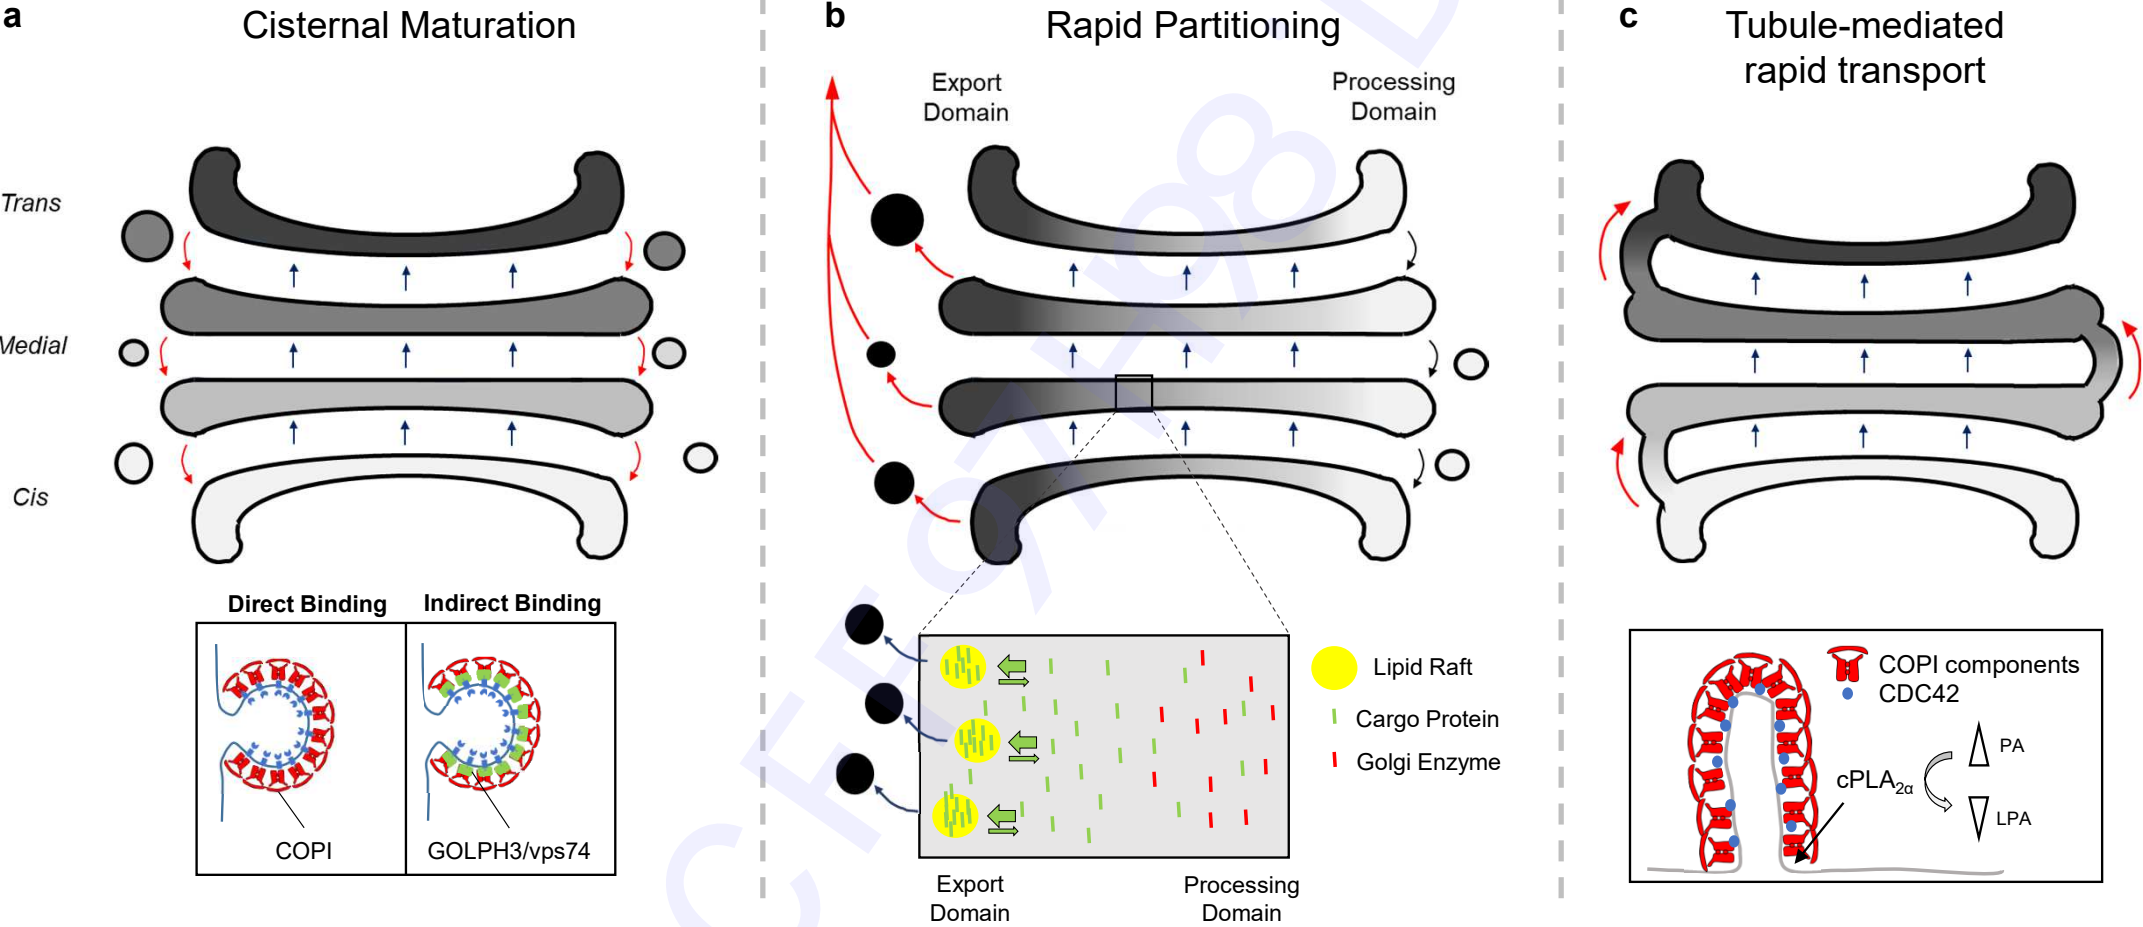 a
Cisternal Maturation
Trans
Medial
Cis
Direct Binding
Indirect Binding
COPI
GOLPH3/vps74
b
Rapid Partitioning
Export
Domain
Processing
Domain
Lipid Raft
Cargo Protein
Golgi Enzyme
Export
Domain
Processing
Domain
c
Tubule-mediated
rapid transport
COPI components
CDC42
cPLA2α
PA
LPA